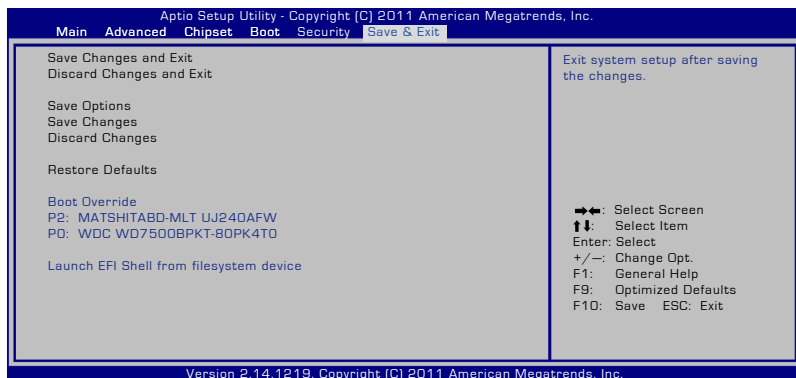 Aptio Setup Utility - Copyright (C) 2011 American Megatrends, Inc.
Main Advanced Chipset Boot Security Save & Exit
Save Changes and Exit
Discard Changes and Exit
Save Options
Save Changes
Discard Changes
Restore Defaults
Boot Override
P2: MATSHITABD-MLT UJ240AFW
P0: WDC WD7500BPKT-80PK4T0
Launch EFI Shell from filesystem device
Exit system setup after saving
the changes.
→←: Select Screen
↑↓: Select Item
Enter: Select
+/—: Change Opt.
F1: General Help
F9: Optimized Defaults
F10: Save ESC: Exit
Version 2.14.1219. Copyright (C) 2011 American Megatrends, Inc.